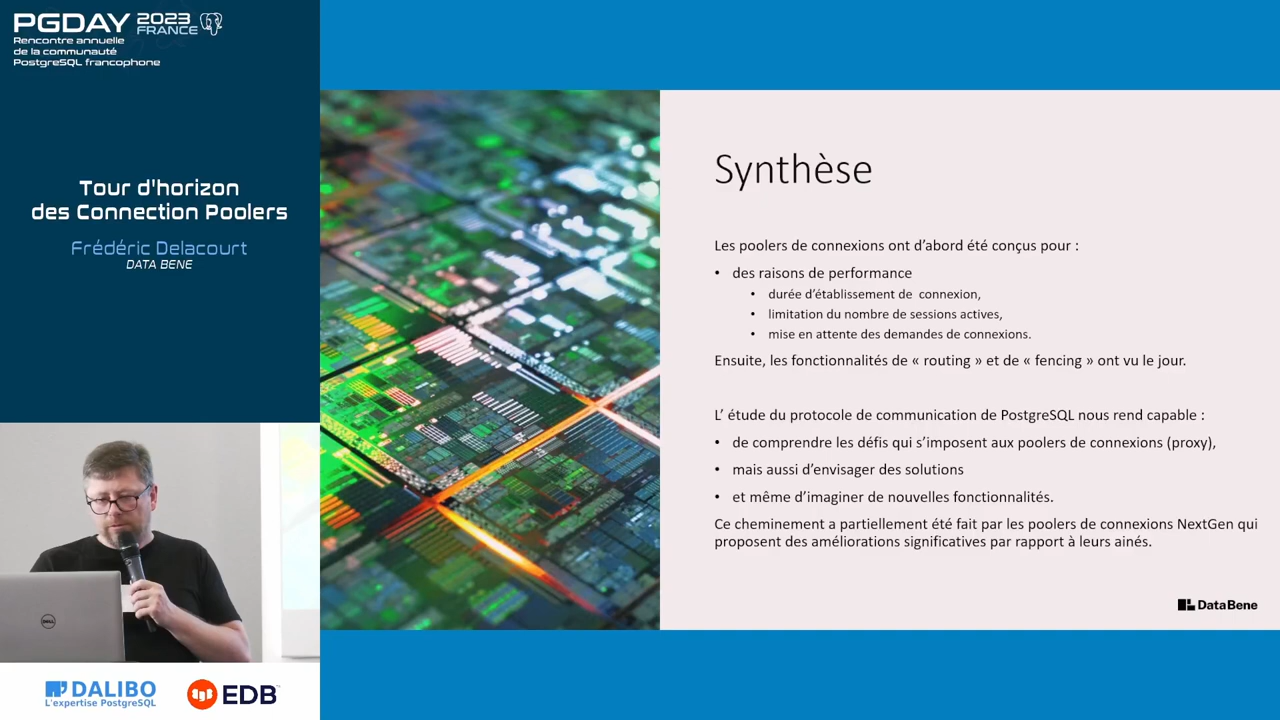 PGDAY 2023 FRANCE
Rencontre annuelle
de la communauté
PostgreSQL francophone
Tour d'horizon
des Connection Poolers
Frédéric Delacourt
DATA BENE
Synthèse
Les poolers de connexions ont d’abord été conçus pour :
• des raisons de performance
• durée d’établissement de connexion,
• limitation du nombre de sessions actives,
• mise en attente des demandes de connexions.
Ensuite, les fonctionnalités de « routing » et de « fencing » ont vu le jour.
L’ étude du protocole de communication de PostgreSQL nous rend capable :
• de comprendre les défis qui s’imposent aux poolers de connexions (proxy),
• mais aussi d’envisager des solutions
• et même d’imaginer de nouvelles fonctionnalités.
Ce cheminement a partiellement été fait par les poolers de connexions NextGen qui
proposent des améliorations significatives par rapport à leurs ainés.
Data Bene
DELL
DALIBO
L'expertise PostgreSQL
EDB